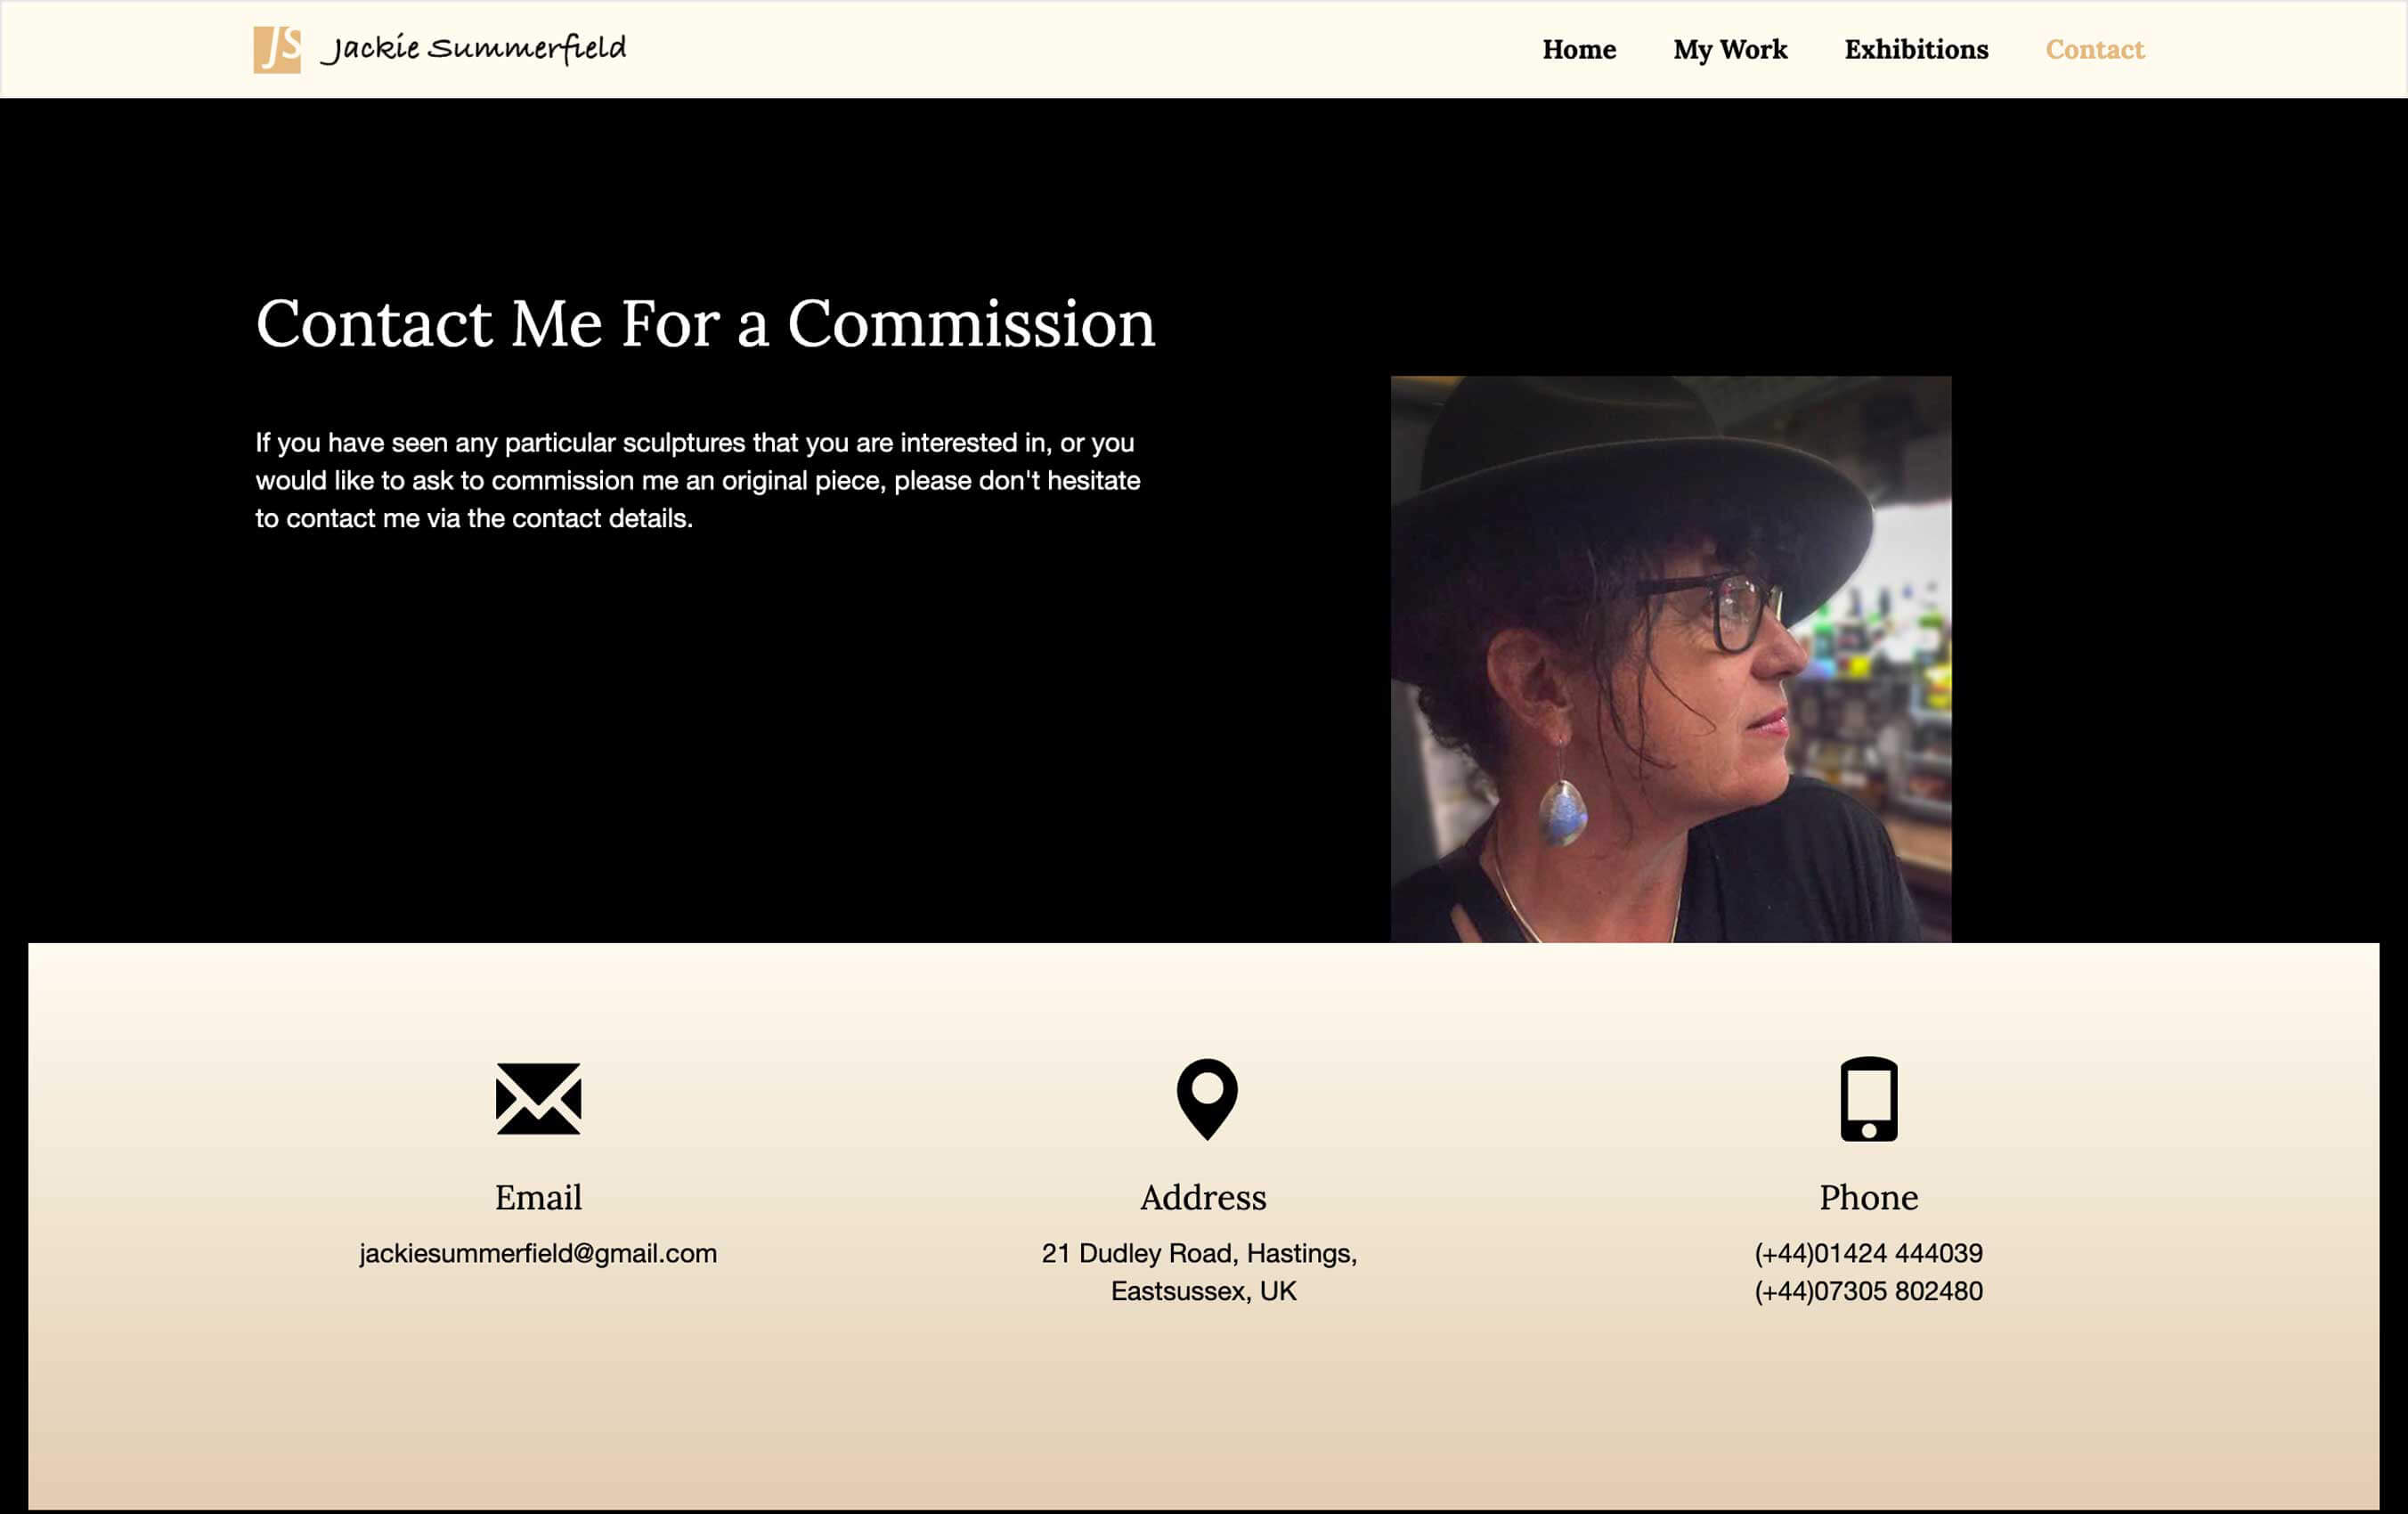 JS Jackie Summerfield
Home My Work Exhibitions Contact
Contact Me For a Commission
If you have seen any particular sculptures that you are interested in, or you
would like to ask to commission me an original piece, please don't hesitate
to contact me via the contact details.
Email
jackiesummerfield@gmail.com
Address
21 Dudley Road, Hastings,
Eastsussex, UK
Phone
(+44)01424 444039
(+44)07305 802480